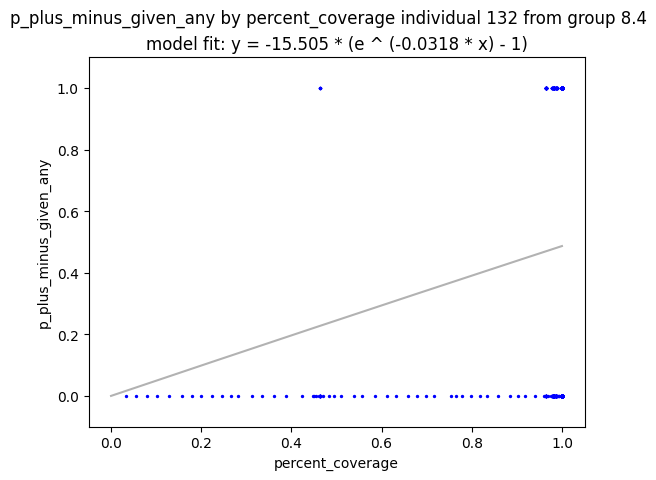 p_plus_minus_given_any by percent_coverage individual 132 from group 8.4
model fit: y = -15.505 * (e ^ (-0.0318 * x) - 1)
1.0
0.8
0.6
0.4
0.2
0.0
p_plus_minus_given_any
0.0 0.2 0.4 0.6 0.8 1.0
percent_coverage